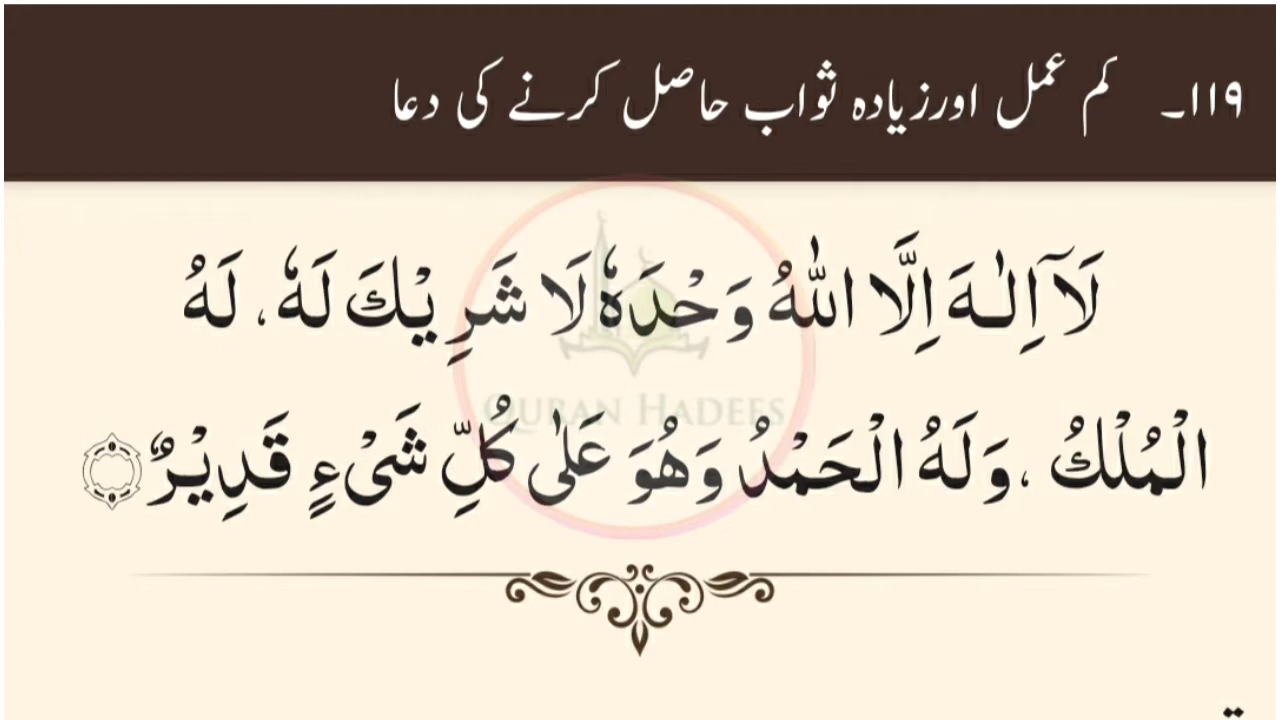 ۱۱۹۔ کم عمل اورزیادہ ثواب حاصل کرنے کی دعا
لَآ اِلٰهَ اِلَّا اللّٰهُ وَحْدَهٗ لَا شَرِيْكَ لَهٗ، لَهُ
الْمُلْكُ ، وَلَهُ الْحَمْدُ وَهُوَ عَلٰى كُلِّ شَىْءٍ قَدِيْرٌ
QURAN HADEES